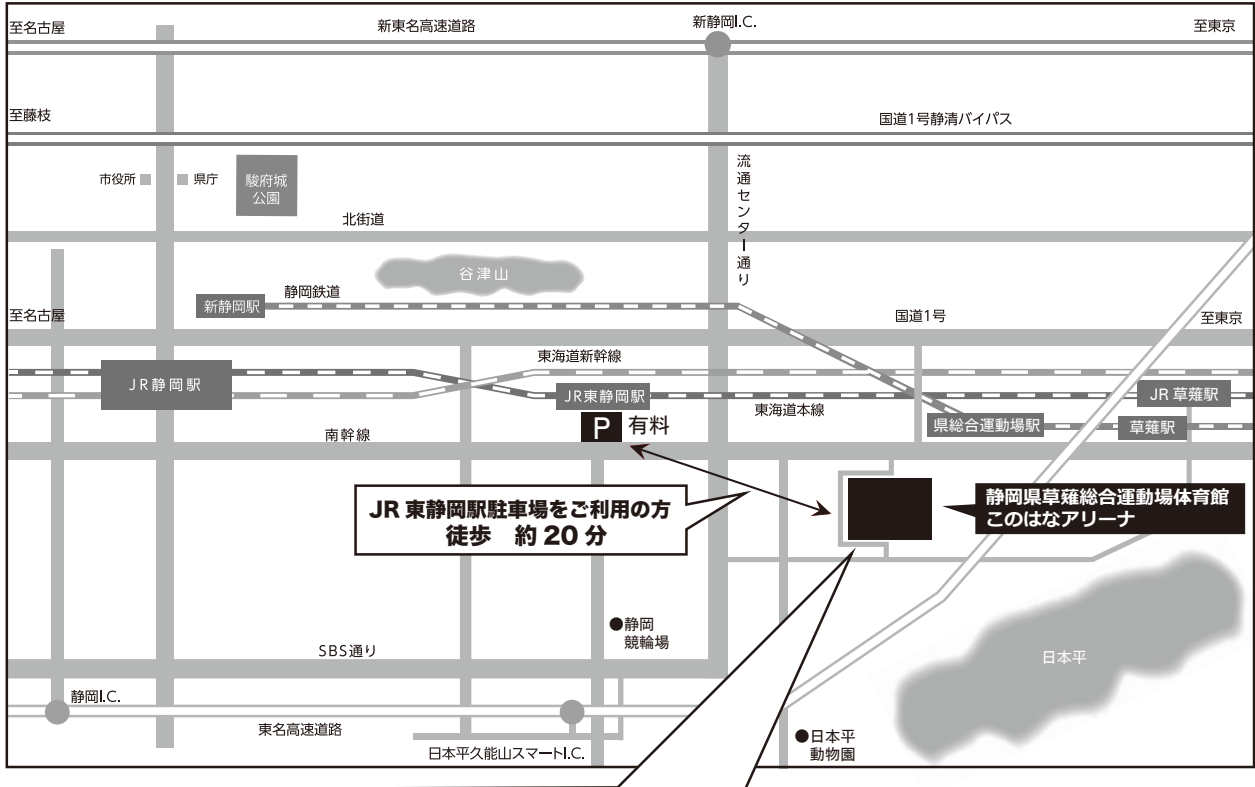 至名古屋
新東名高速道路
新静岡I.C.
至東京
至藤枝
国道1号静清バイパス
市役所
県庁
駿府城
公園
流通センター通り
北街道
谷津山
静岡鉄道
新静岡駅
至名古屋
国道1号
至東京
東海道新幹線
JR静岡駅
JR東静岡駅
東海道本線
JR 草薙駅
P 有料
県総合運動場駅
草薙駅
南幹線
JR 東静岡駅駐車場をご利用の方
徒歩 約 20 分
静岡県草薙総合運動場体育館
このはなアリーナ
●静岡
競輪場
SBS通り
日本平
静岡I.C.
東名高速道路
日本平久能山スマートI.C.
●日本平
動物園